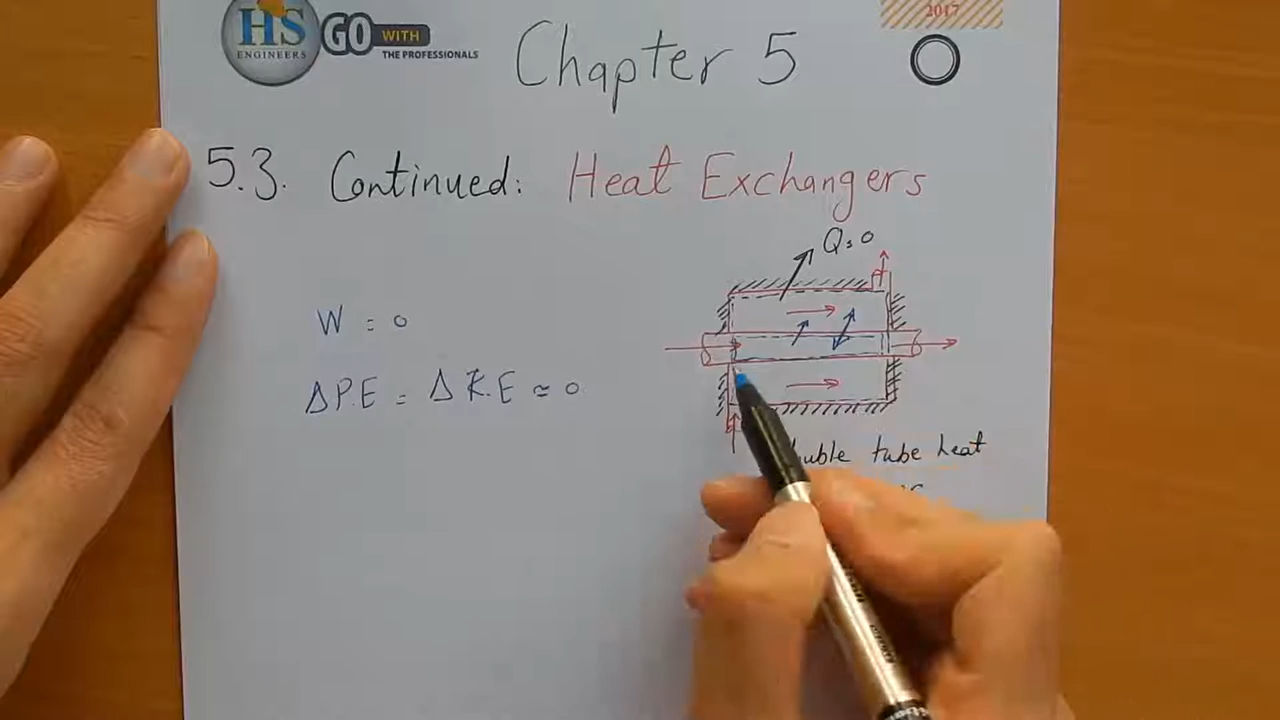 HS
ENGINEERS
GO WITH
THE PROFESSIONALS
2017
Chapter 5
5.3. Continued: Heat Exchangers
Q = 0
W = 0
ΔP.E = ΔK.E ≈ 0
tube heat